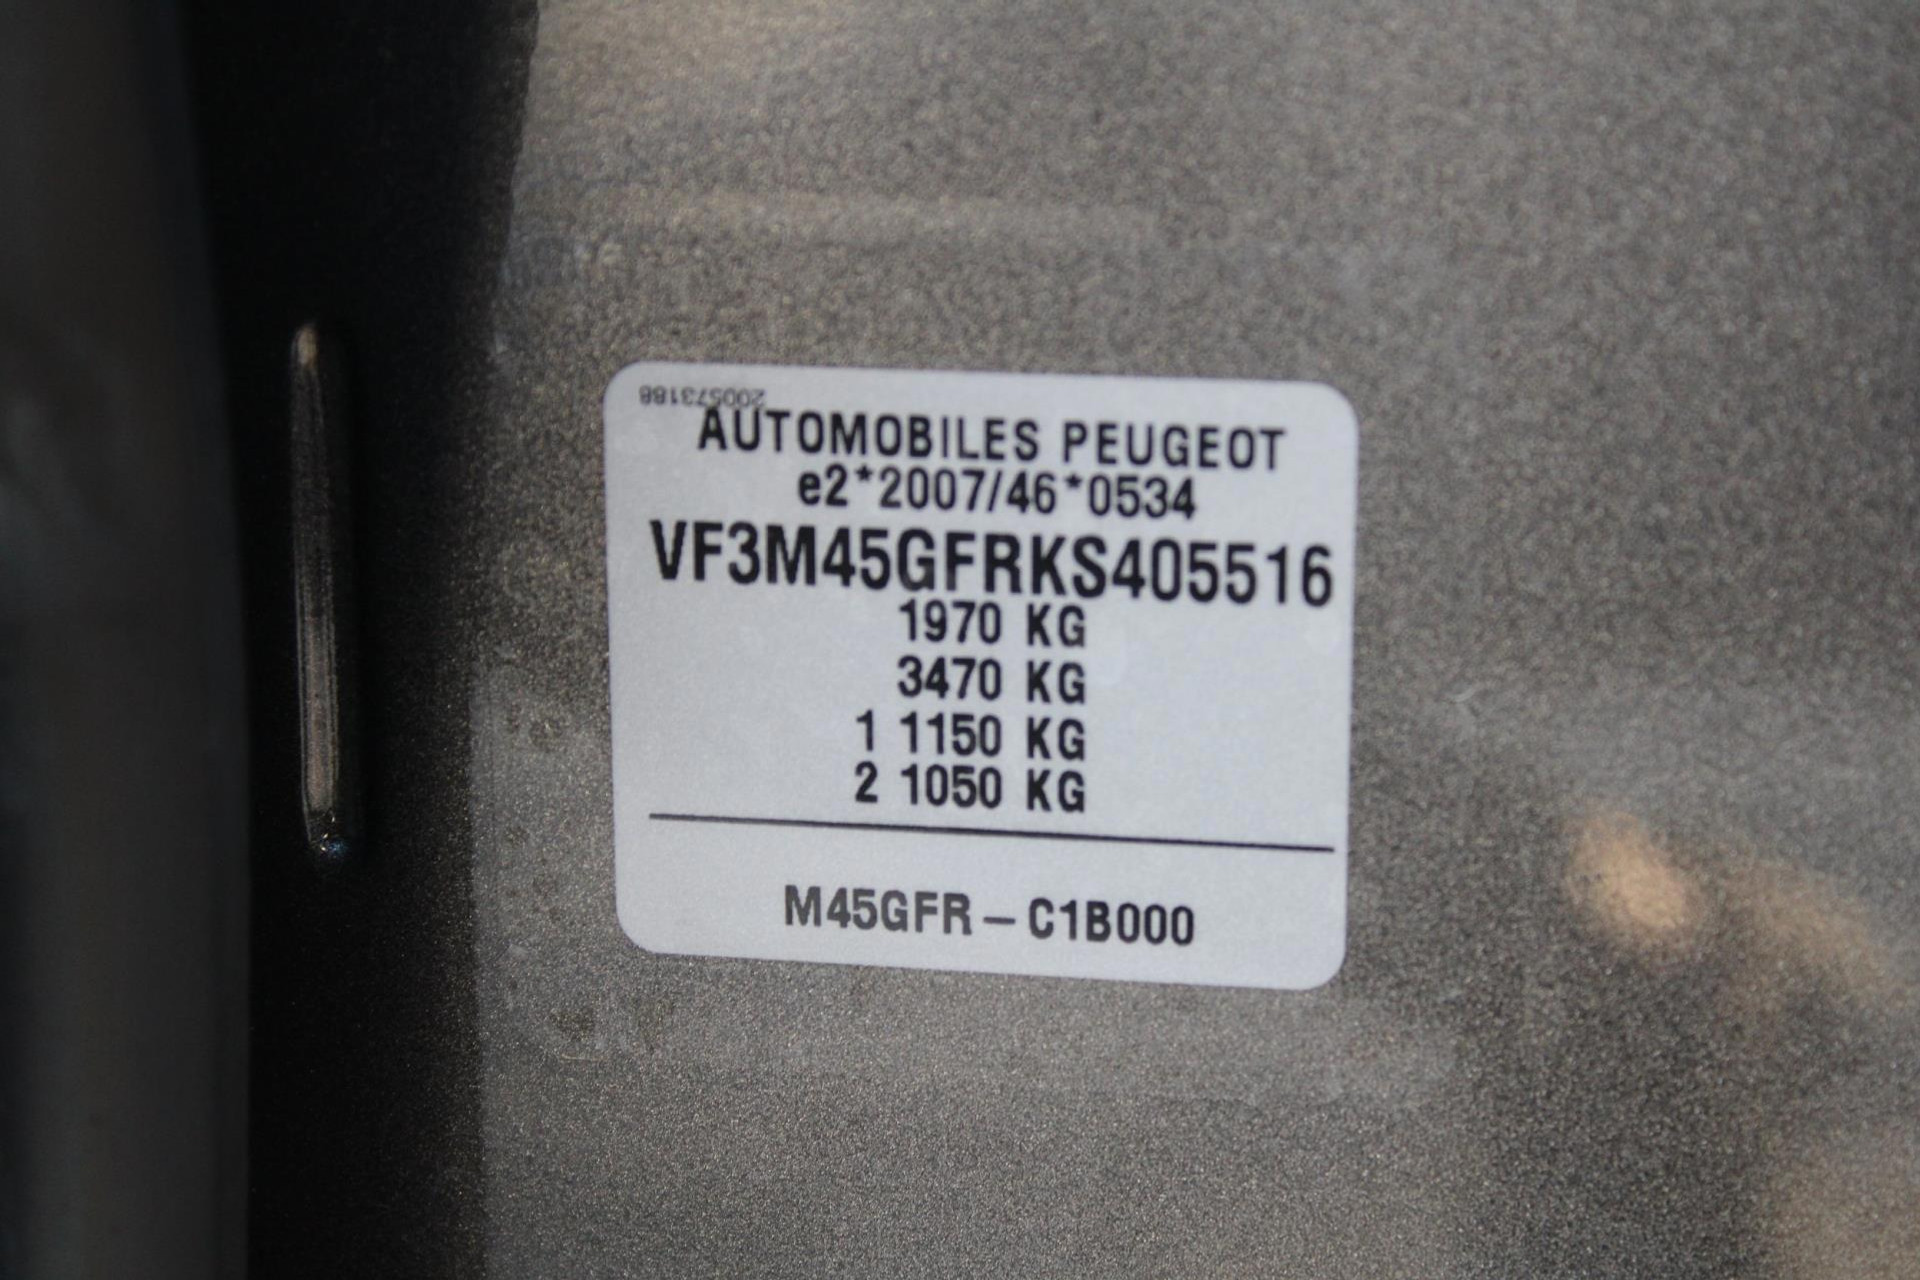 200573188
AUTOMOBILES PEUGEOT
e2*2007/46*0534
VF3M45GFRKS405516
1970 KG
3470 KG
1 1150 KG
2 1050 KG
M45GFR – C1B000